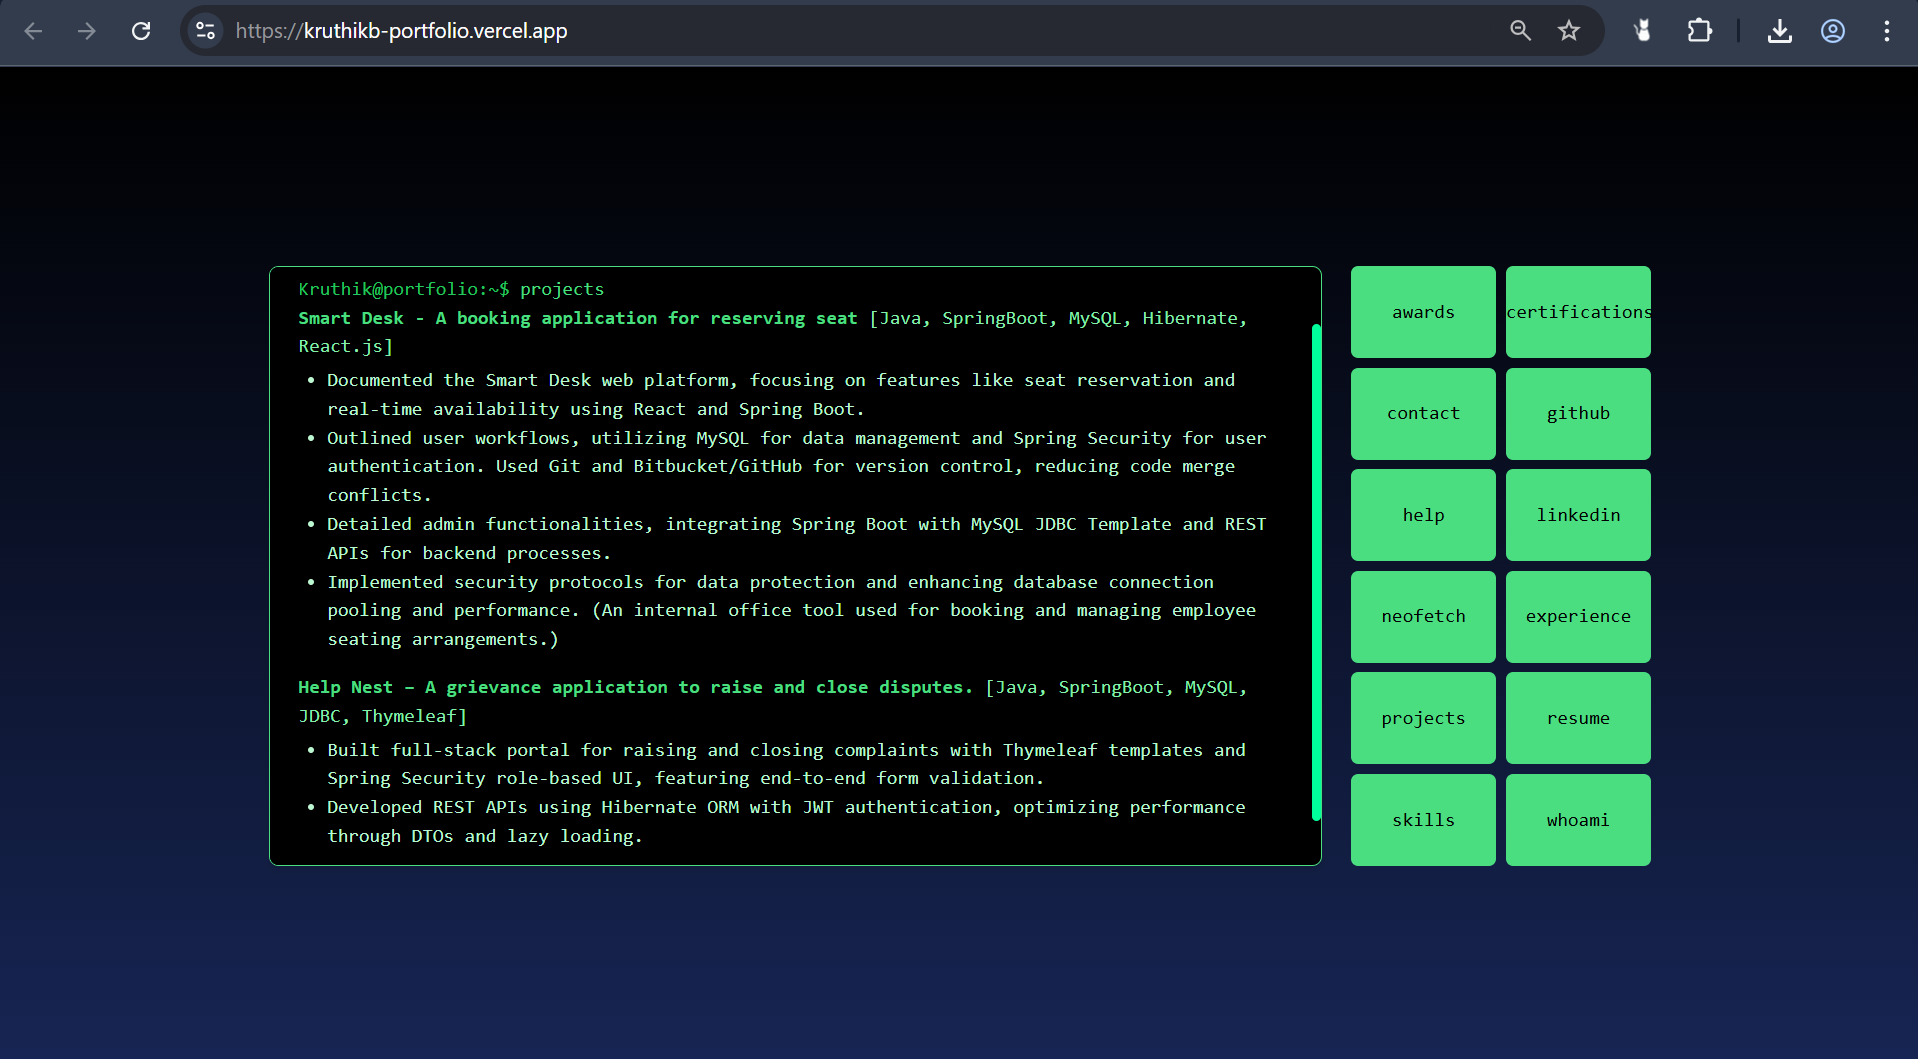 https://kruthikb-portfolio.vercel.app
Kruthik@portfolio:~$ projects
Smart Desk - A booking application for reserving seat [Java, SpringBoot, MySQL, Hibernate,
React.js]
• Documented the Smart Desk web platform, focusing on features like seat reservation and
real-time availability using React and Spring Boot.
• Outlined user workflows, utilizing MySQL for data management and Spring Security for user
authentication. Used Git and Bitbucket/GitHub for version control, reducing code merge
conflicts.
• Detailed admin functionalities, integrating Spring Boot with MySQL JDBC Template and REST
APIs for backend processes.
• Implemented security protocols for data protection and enhancing database connection
pooling and performance. (An internal office tool used for booking and managing employee
seating arrangements.)
Help Nest – A grievance application to raise and close disputes. [Java, SpringBoot, MySQL,
JDBC, Thymeleaf]
• Built full-stack portal for raising and closing complaints with Thymeleaf templates and
Spring Security role-based UI, featuring end-to-end form validation.
• Developed REST APIs using Hibernate ORM with JWT authentication, optimizing performance
through DTOs and lazy loading.
awards
certifications
contact
github
help
linkedin
neofetch
experience
projects
resume
skills
whoami